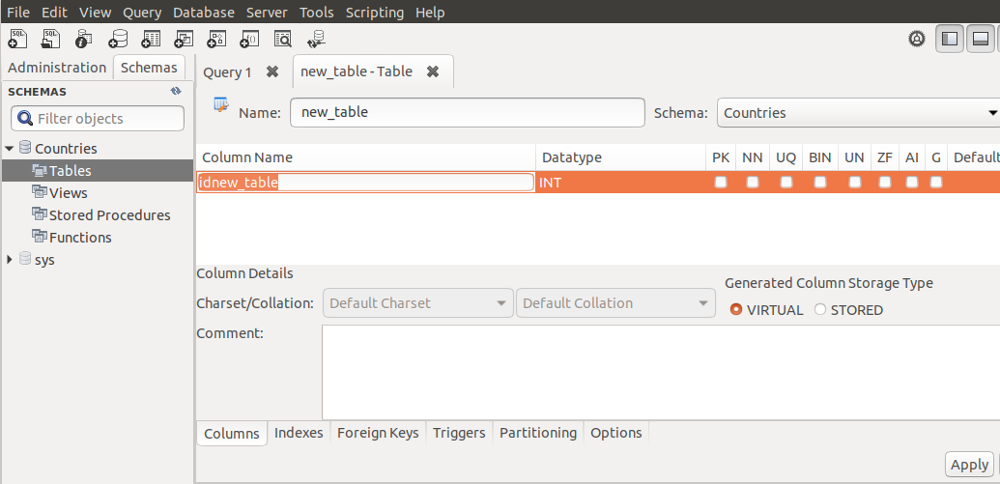 File Edit View Query Database Server Tools Scripting Help
SQL SQL
Administration Schemas
Query 1 new_table - Table
SCHEMAS
Filter objects
Name: new_table Schema: Countries
Countries
Tables
Views
Stored Procedures
Functions
sys
Column Name Datatype PK NN UQ BIN UN ZF AI G Default
idnew_table INT
Column Details
Charset/Collation: Default Charset Default Collation
Generated Column Storage Type
VIRTUAL STORED
Comment:
Columns Indexes Foreign Keys Triggers Partitioning Options
Apply